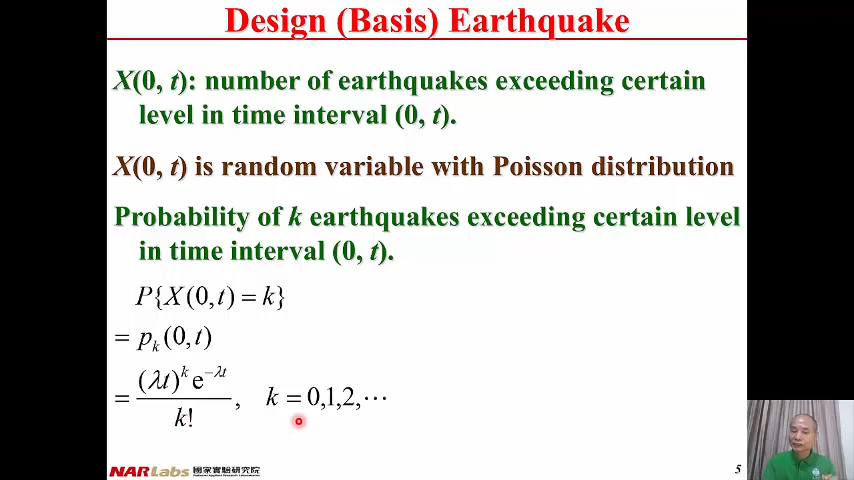 Design (Basis) Earthquake
X(0, t): number of earthquakes exceeding certain
level in time interval (0, t).
X(0, t) is random variable with Poisson distribution
Probability of k earthquakes exceeding certain level
in time interval (0, t).
P{X(0,t) = k}
= pₖ(0,t)
= (λt)ᵏ e^(−λt) / k! , k = 0,1,2,⋯
NARLabs 國家實驗研究院
5